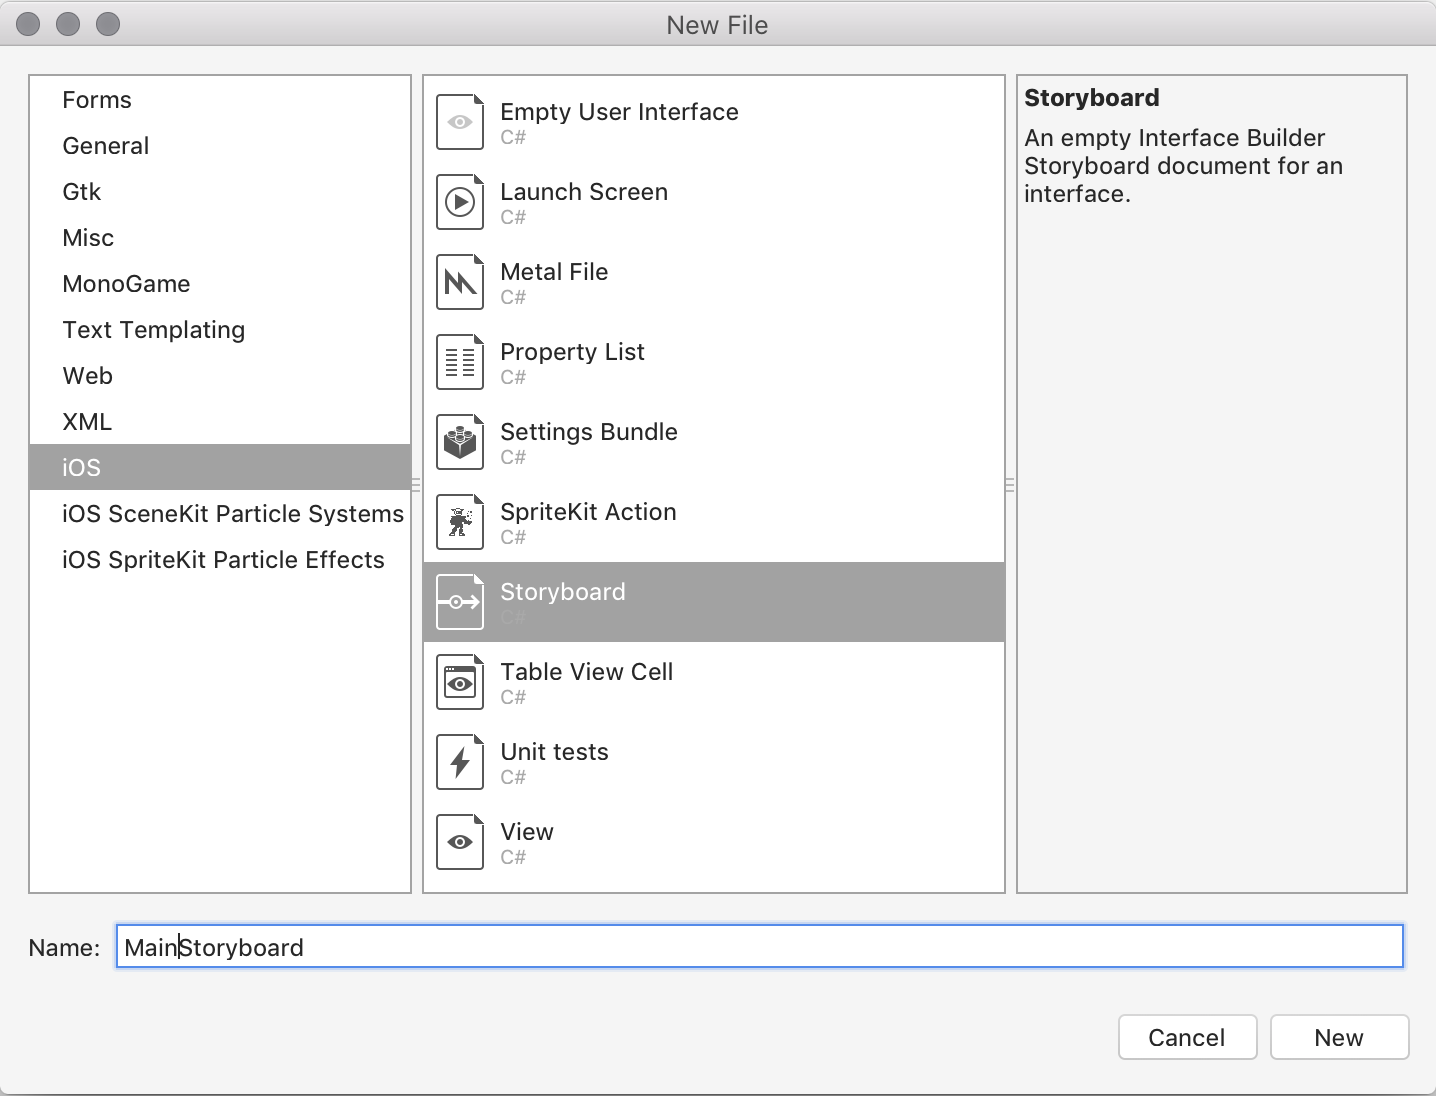 New File
Forms
General
Gtk
Misc
MonoGame
Text Templating
Web
XML
iOS
iOS SceneKit Particle Systems
iOS SpriteKit Particle Effects
Empty User Interface
C#
Launch Screen
C#
Metal File
C#
Property List
C#
Settings Bundle
C#
SpriteKit Action
C#
Storyboard
C#
Table View Cell
C#
Unit tests
C#
View
C#
Storyboard
An empty Interface Builder
Storyboard document for an
interface.
Name: MainStoryboard
Cancel New